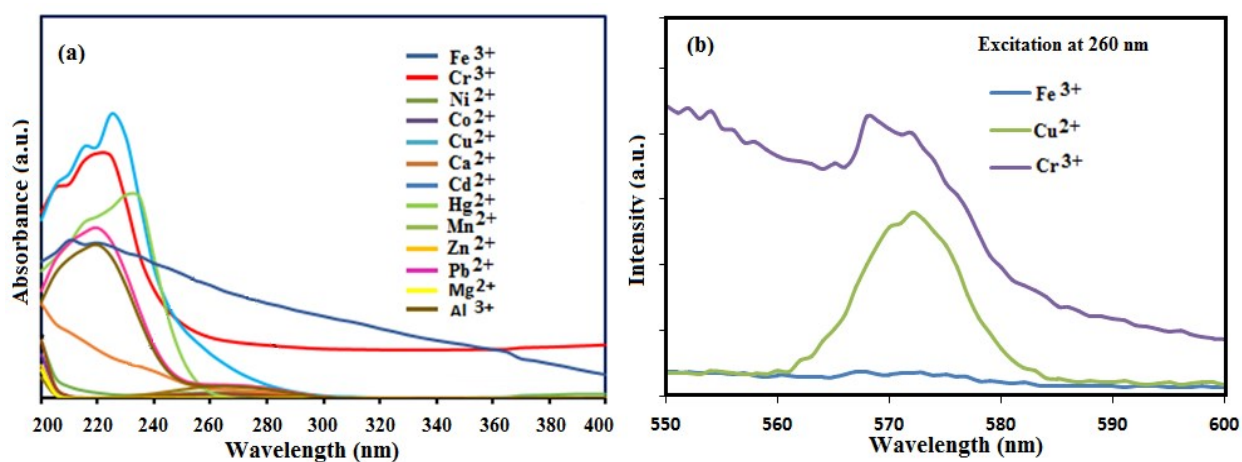 (a)
Fe 3+
Cr 3+
Ni 2+
Co 2+
Cu 2+
Ca 2+
Cd 2+
Hg 2+
Mn 2+
Zn 2+
Pb 2+
Mg 2+
Al 3+
Absorbance (a.u.)
200 220 240 260 280 300 320 340 360 380 400
Wavelength (nm)
(b)
Excitation at 260 nm
Fe 3+
Cu 2+
Cr 3+
Intensity (a.u.)
550 560 570 580 590 600
Wavelength (nm)